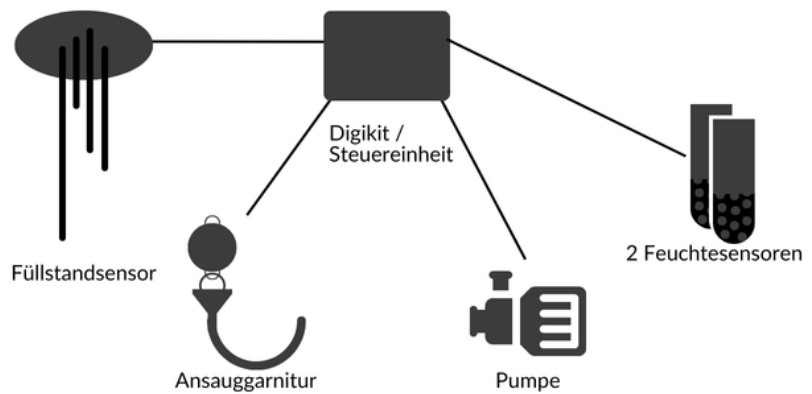 Digikit /
Steuereinheit
Füllstandsensor
2 Feuchtesensoren
Ansauggarnitur
Pumpe